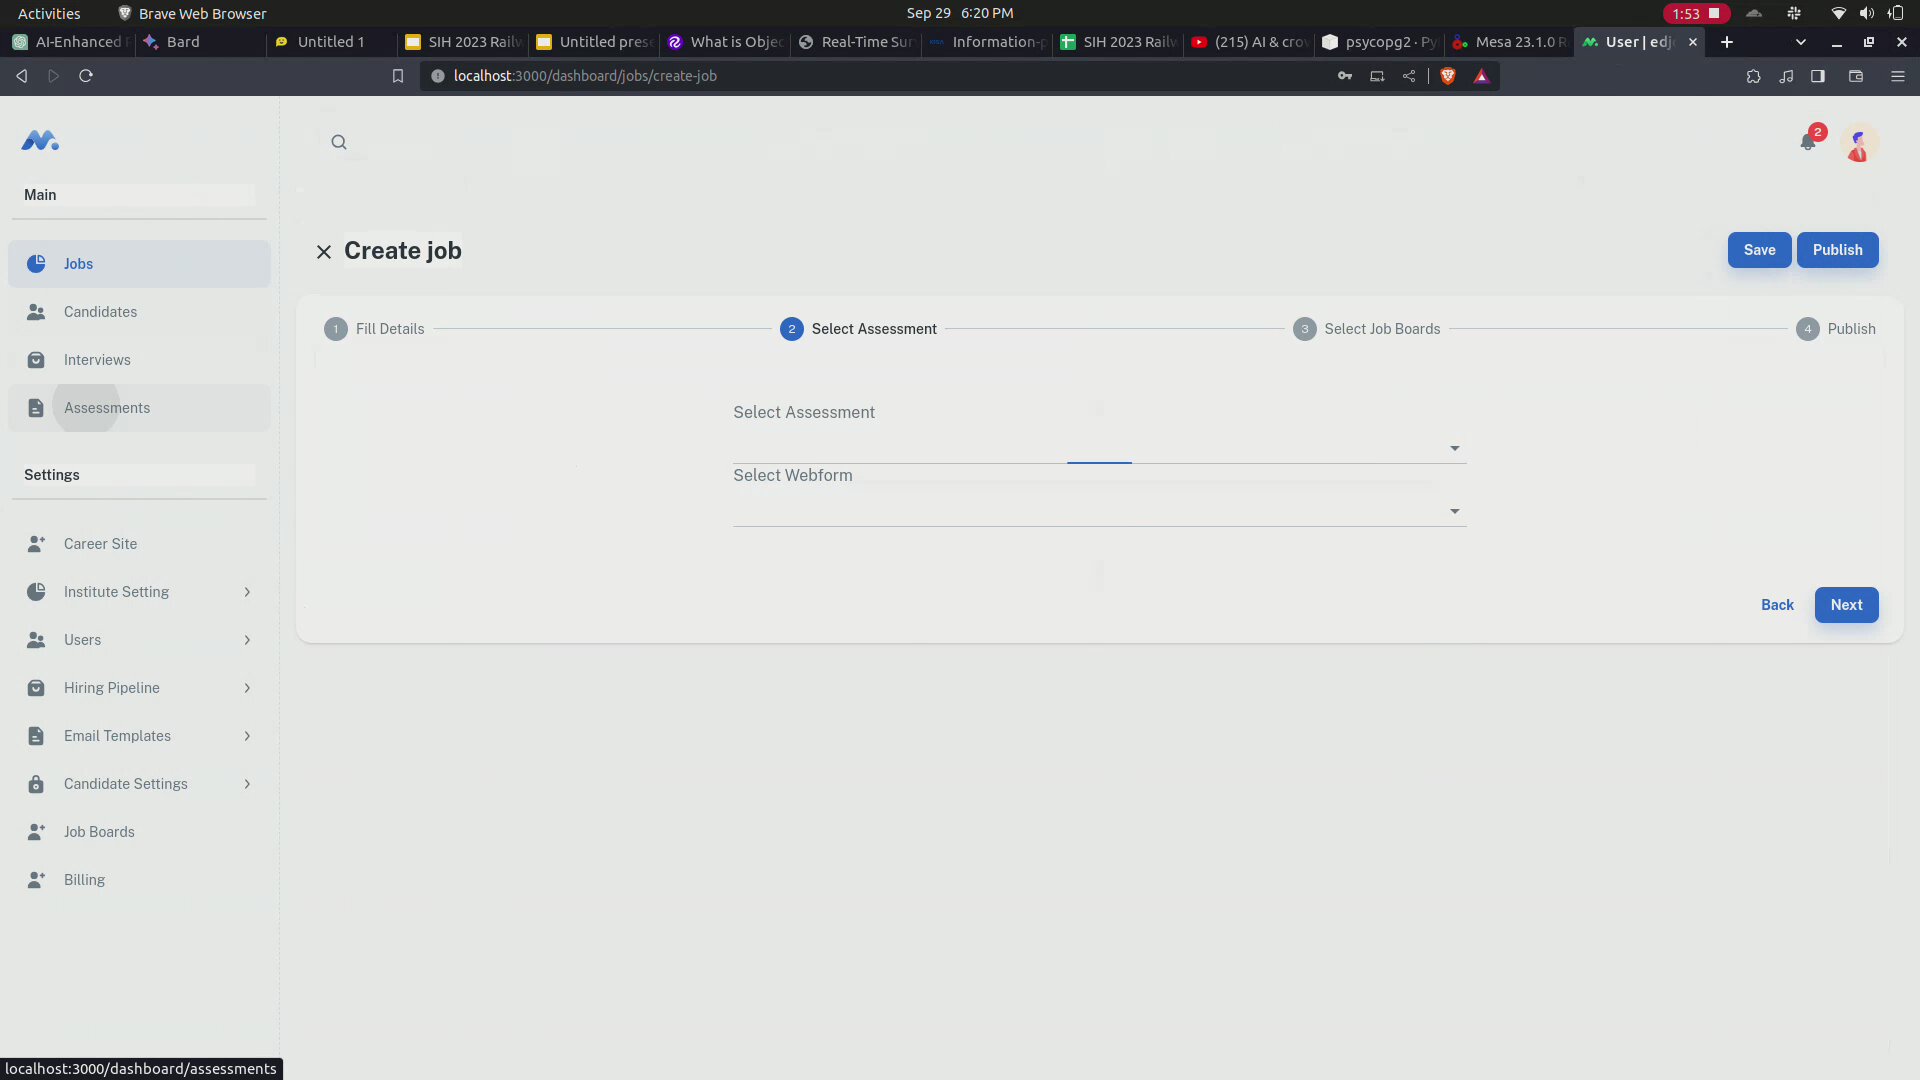 Activities
Brave Web Browser
Sep 29 6:20 PM
1:53
AI-Enhanced
Bard
Untitled 1
SIH 2023 Railw
Untitled prese
What is Objec
Real-Time Sur
Information-p
SIH 2023 Railw
(215) AI & crow
psycopg2 · Py
Mesa 23.1.0 R
User | edjo
localhost:3000/dashboard/jobs/create-job
2
Main
Create job
Save
Publish
Jobs
Candidates
Interviews
Assessments
1 Fill Details
2 Select Assessment
3 Select Job Boards
4 Publish
Select Assessment
Select Webform
Back
Next
Settings
Career Site
Institute Setting
Users
Hiring Pipeline
Email Templates
Candidate Settings
Job Boards
Billing
localhost:3000/dashboard/assessments